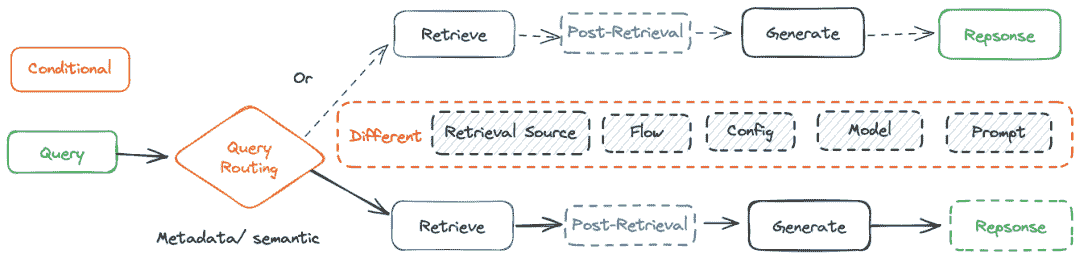 Retrieve
Post-Retrieval
Generate
Repsonse
Or
Conditional
Different
Retrieval Source
Flow
Config
Model
Prompt
Query
Query
Routing
Retrieve
Post-Retrieval
Generate
Repsonse
Metadata/ semantic